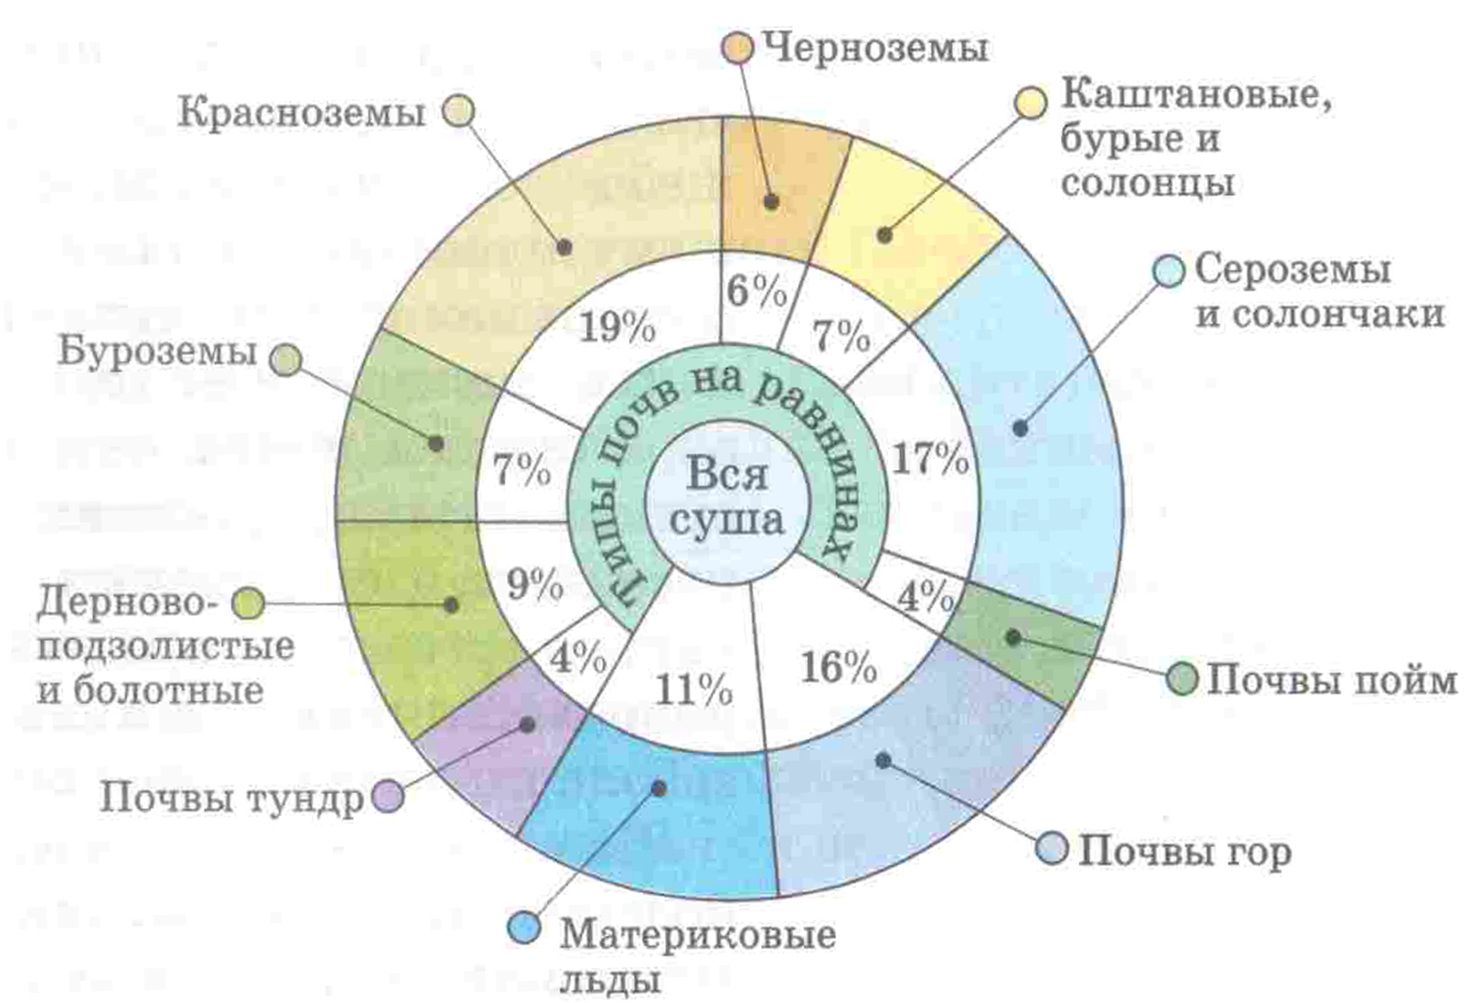 Черноземы
Каштановые,
бурые и
солонцы
Сероземы
и солончаки
Почвы пойм
Почвы гор
Материковые
льды
Почвы тундр
Дерново-
подзолистые
и болотные
Буроземы
Красноземы
6%
7%
17%
4%
16%
11%
4%
9%
7%
19%
Типы почв на равнинах
Вся
суша